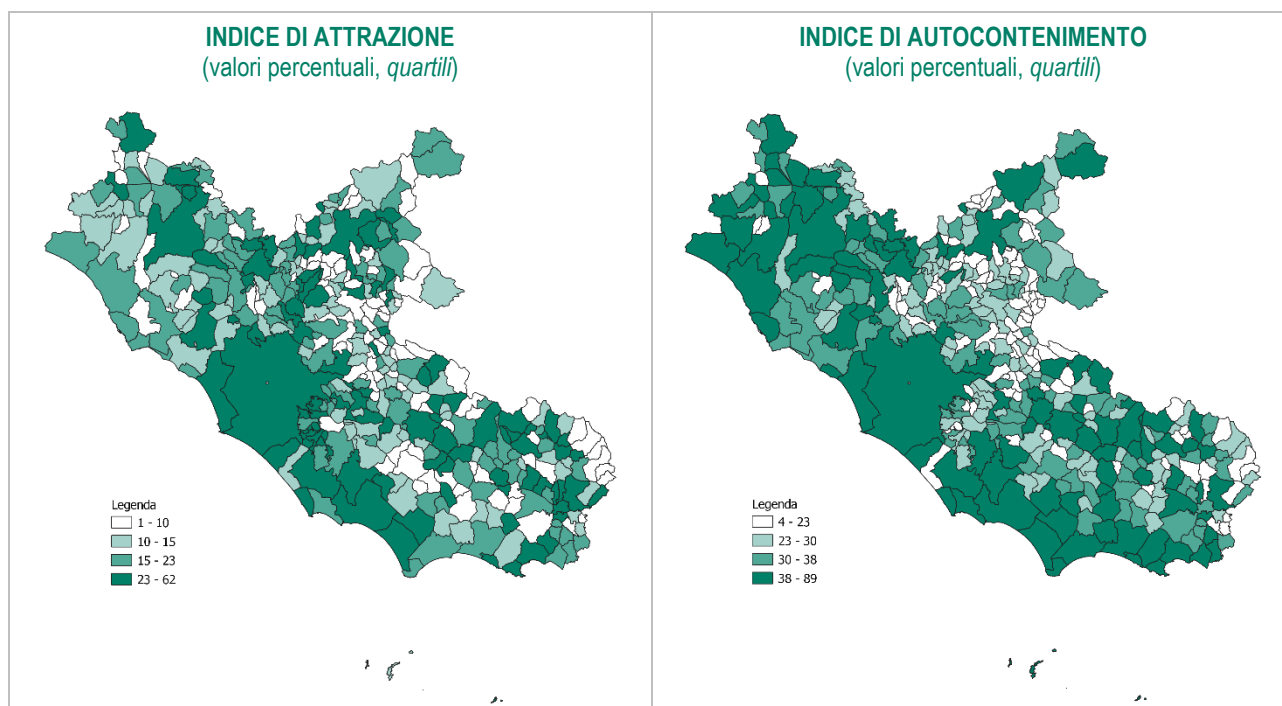 INDICE DI ATTRAZIONE
(valori percentuali, quartili)
Legenda
1 - 10
10 - 15
15 - 23
23 - 62
INDICE DI AUTOCONTENIMENTO
(valori percentuali, quartili)
Legenda
4 - 23
23 - 30
30 - 38
38 - 89